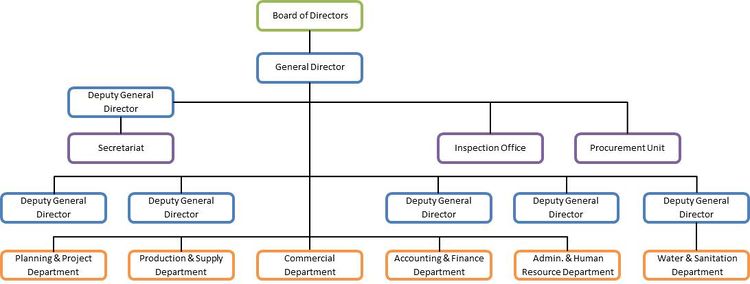 Board of Directors
General Director
Deputy General
Director
Secretariat
Inspection Office
Procurement Unit
Deputy General
Director
Deputy General
Director
Deputy General
Director
Deputy General
Director
Deputy General
Director
Planning & Project
Department
Production & Supply
Department
Commercial
Department
Accounting & Finance
Department
Admin. & Human
Resource Department
Water & Sanitation
Department